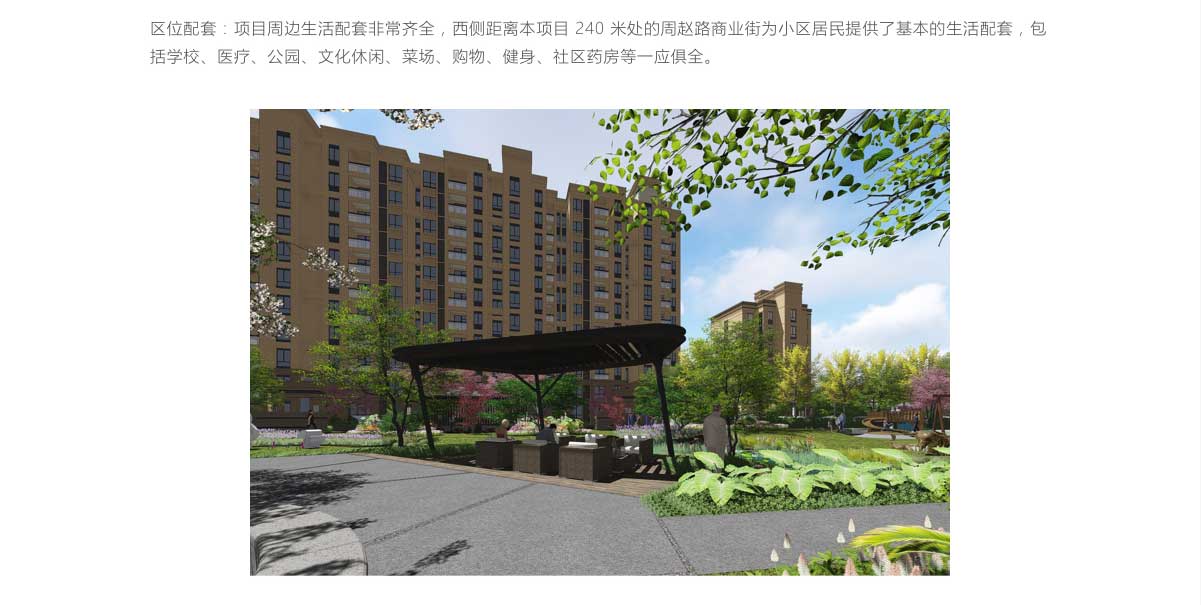 区位配套：项目周边生活配套非常齐全，西侧距离本项目 240 米处的周赵路商业街为小区居民提供了基本的生活配套，包
括学校、医疗、公园、文化休闲、菜场、购物、健身、社区药房等一应俱全。